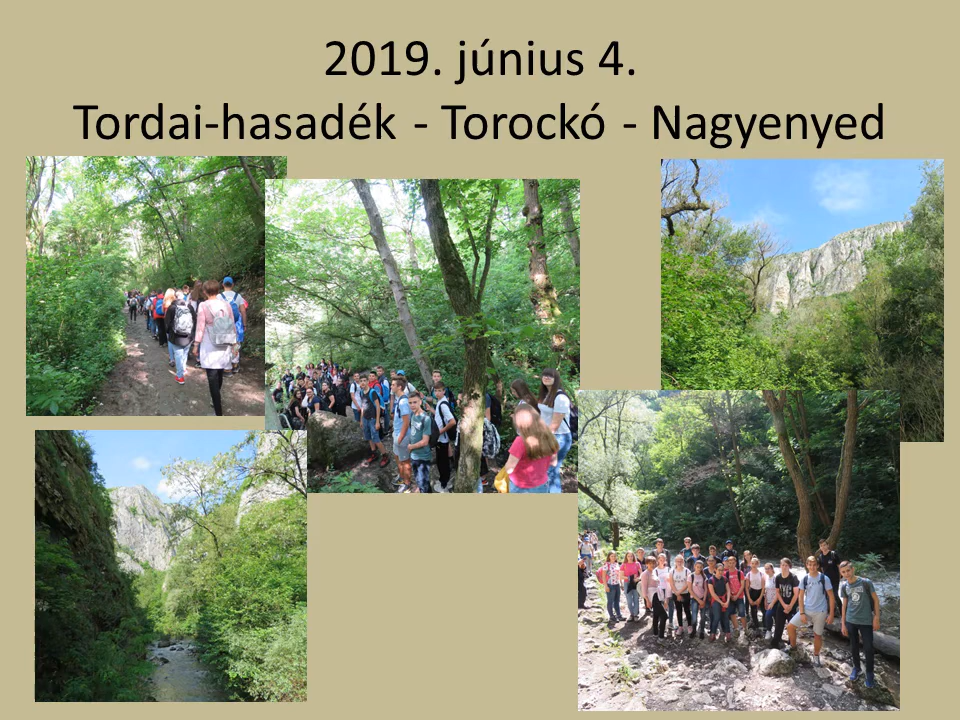 2019. június 4.
Tordai-hasadék - Torockó - Nagyenyed